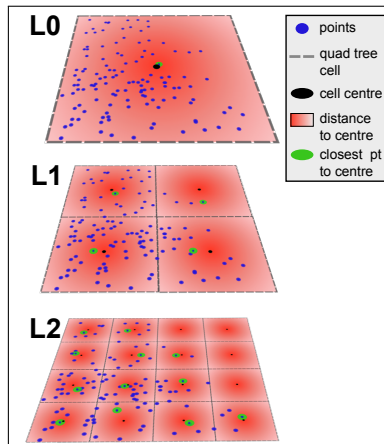 L0
points
quad tree
cell
cell centre
distance
to centre
closest pt
to centre
L1
L2